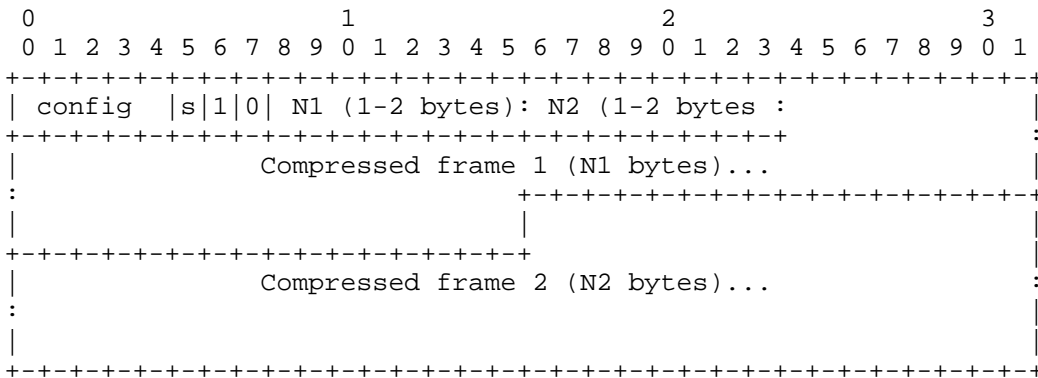 0                   1                   2                   3
 0 1 2 3 4 5 6 7 8 9 0 1 2 3 4 5 6 7 8 9 0 1 2 3 4 5 6 7 8 9 0 1
+-+-+-+-+-+-+-+-+-+-+-+-+-+-+-+-+-+-+-+-+-+-+-+-+-+-+-+-+-+-+-+-+
| config  |s|1|0| N1 (1-2 bytes): N2 (1-2 bytes :               |
+-+-+-+-+-+-+-+-+-+-+-+-+-+-+-+-+-+-+-+-+-+-+-+-+               :
|               Compressed frame 1 (N1 bytes)...                |
:                               +-+-+-+-+-+-+-+-+-+-+-+-+-+-+-+-+
|                               |                               |
+-+-+-+-+-+-+-+-+-+-+-+-+-+-+-+-+                               |
|               Compressed frame 2 (N2 bytes)...                :
:                                                               |
|                                                               |
+-+-+-+-+-+-+-+-+-+-+-+-+-+-+-+-+-+-+-+-+-+-+-+-+-+-+-+-+-+-+-+-+